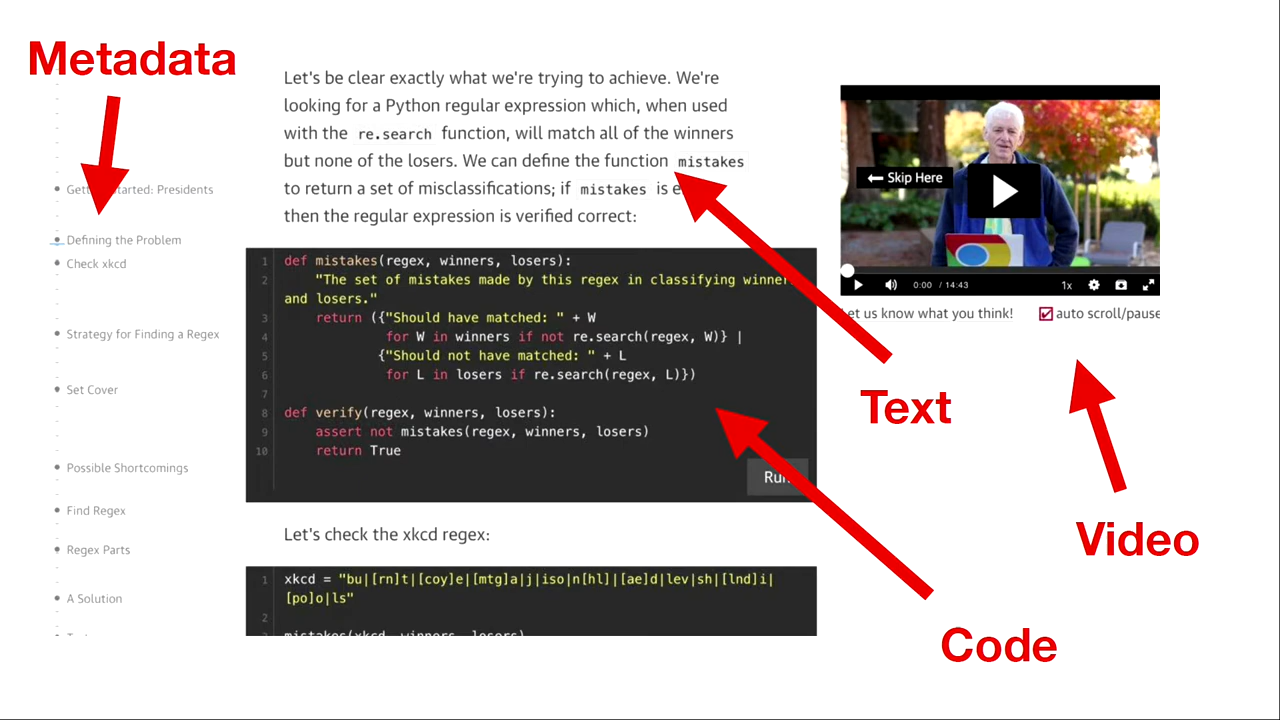 Metadata
Getting Started: Presidents
Defining the Problem
Check xkcd
Strategy for Finding a Regex
Set Cover
Possible Shortcomings
Find Regex
Regex Parts
A Solution
Let's be clear exactly what we're trying to achieve. We're
looking for a Python regular expression which, when used
with the re.search function, will match all of the winners
but none of the losers. We can define the function mistakes
to return a set of misclassifications; if mistakes is
then the regular expression is verified correct:
1 def mistakes(regex, winners, losers):
2 "The set of mistakes made by this regex in classifying winners
and losers."
3 return ({"Should have matched: " + W
4 for W in winners if not re.search(regex, W)} |
5 {"Should not have matched: " + L
6 for L in losers if re.search(regex, L)})
7
8 def verify(regex, winners, losers):
9 assert not mistakes(regex, winners, losers)
10 return True
Run
Let's check the xkcd regex:
1 xkcd = "bu|[rn]t|[coy]e|[mtg]a|j|iso|n[hl]|[ae]d|lev|sh|[lnd]i|
[po]o|ls"
2
mistakes(xkcd, winners, losers)
← Skip Here
0:00 / 14:43
1x
Let us know what you think!
auto scroll/pause
Text
Video
Code